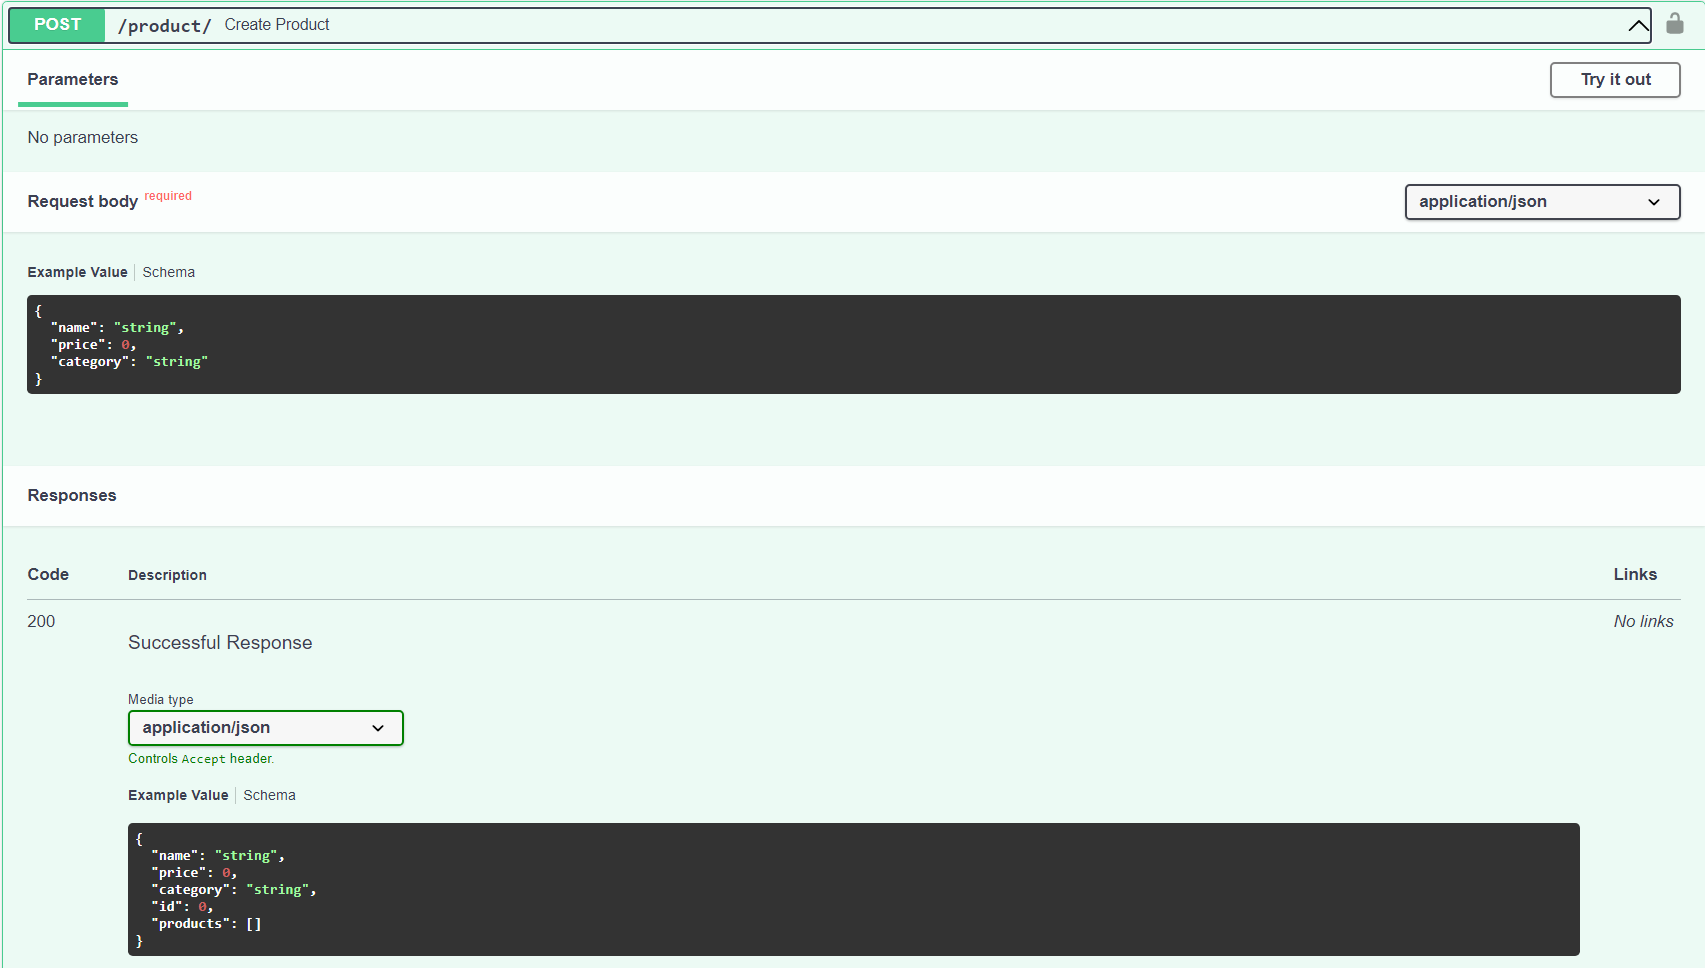 POST /product/ Create Product
Parameters
Try it out
No parameters
Request body required
application/json
Example Value Schema
{
  "name": "string",
  "price": 0,
  "category": "string"
}
Responses
Code Description Links
200 Successful Response No links
Media type
application/json
Controls Accept header.
Example Value Schema
{
  "name": "string",
  "price": 0,
  "category": "string",
  "id": 0,
  "products": []
}